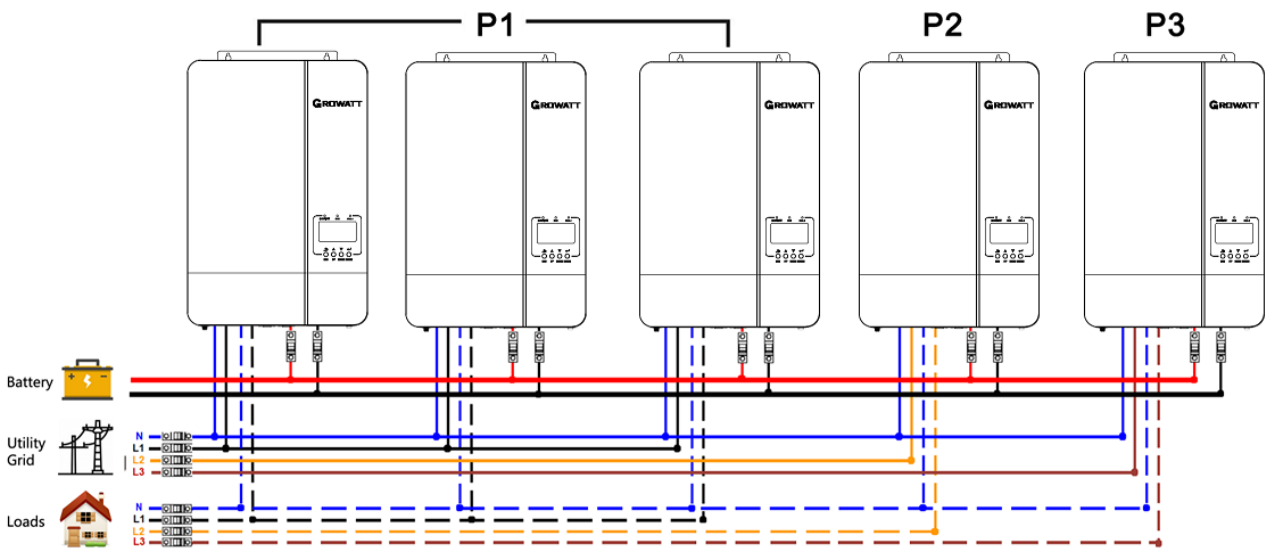 P1 P2 P3
GROWATT GROWATT GROWATT GROWATT GROWATT
Battery
+ -
Utility
Grid
N
L1
L2
L3
Loads
N
L1
L2
L3